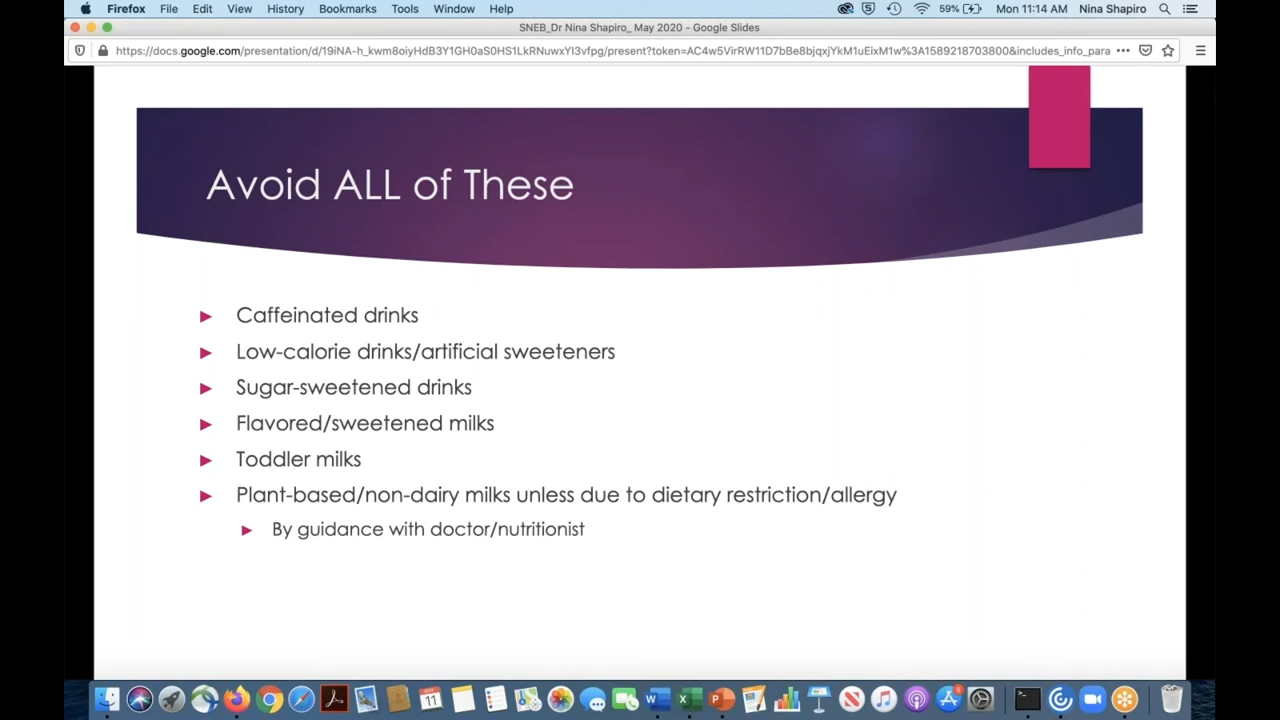 Firefox File Edit View History Bookmarks Tools Window Help 59% Mon 11:14 AM Nina Shapiro
SNEB_Dr Nina Shapiro_ May 2020 - Google Slides
https://docs.google.com/presentation/d/19iNA-h_kwm8oiyHdB3Y1GH0aS0HS1LkRNuwxYI3vfpg/present?token=AC4w5VirRW11D7bBe8bjqxjYkM1uEixM1w%3A1589218703800&includes_info_para
Avoid ALL of These
Caffeinated drinks
Low-calorie drinks/artificial sweeteners
Sugar-sweetened drinks
Flavored/sweetened milks
Toddler milks
Plant-based/non-dairy milks unless due to dietary restriction/allergy
By guidance with doctor/nutritionist
11